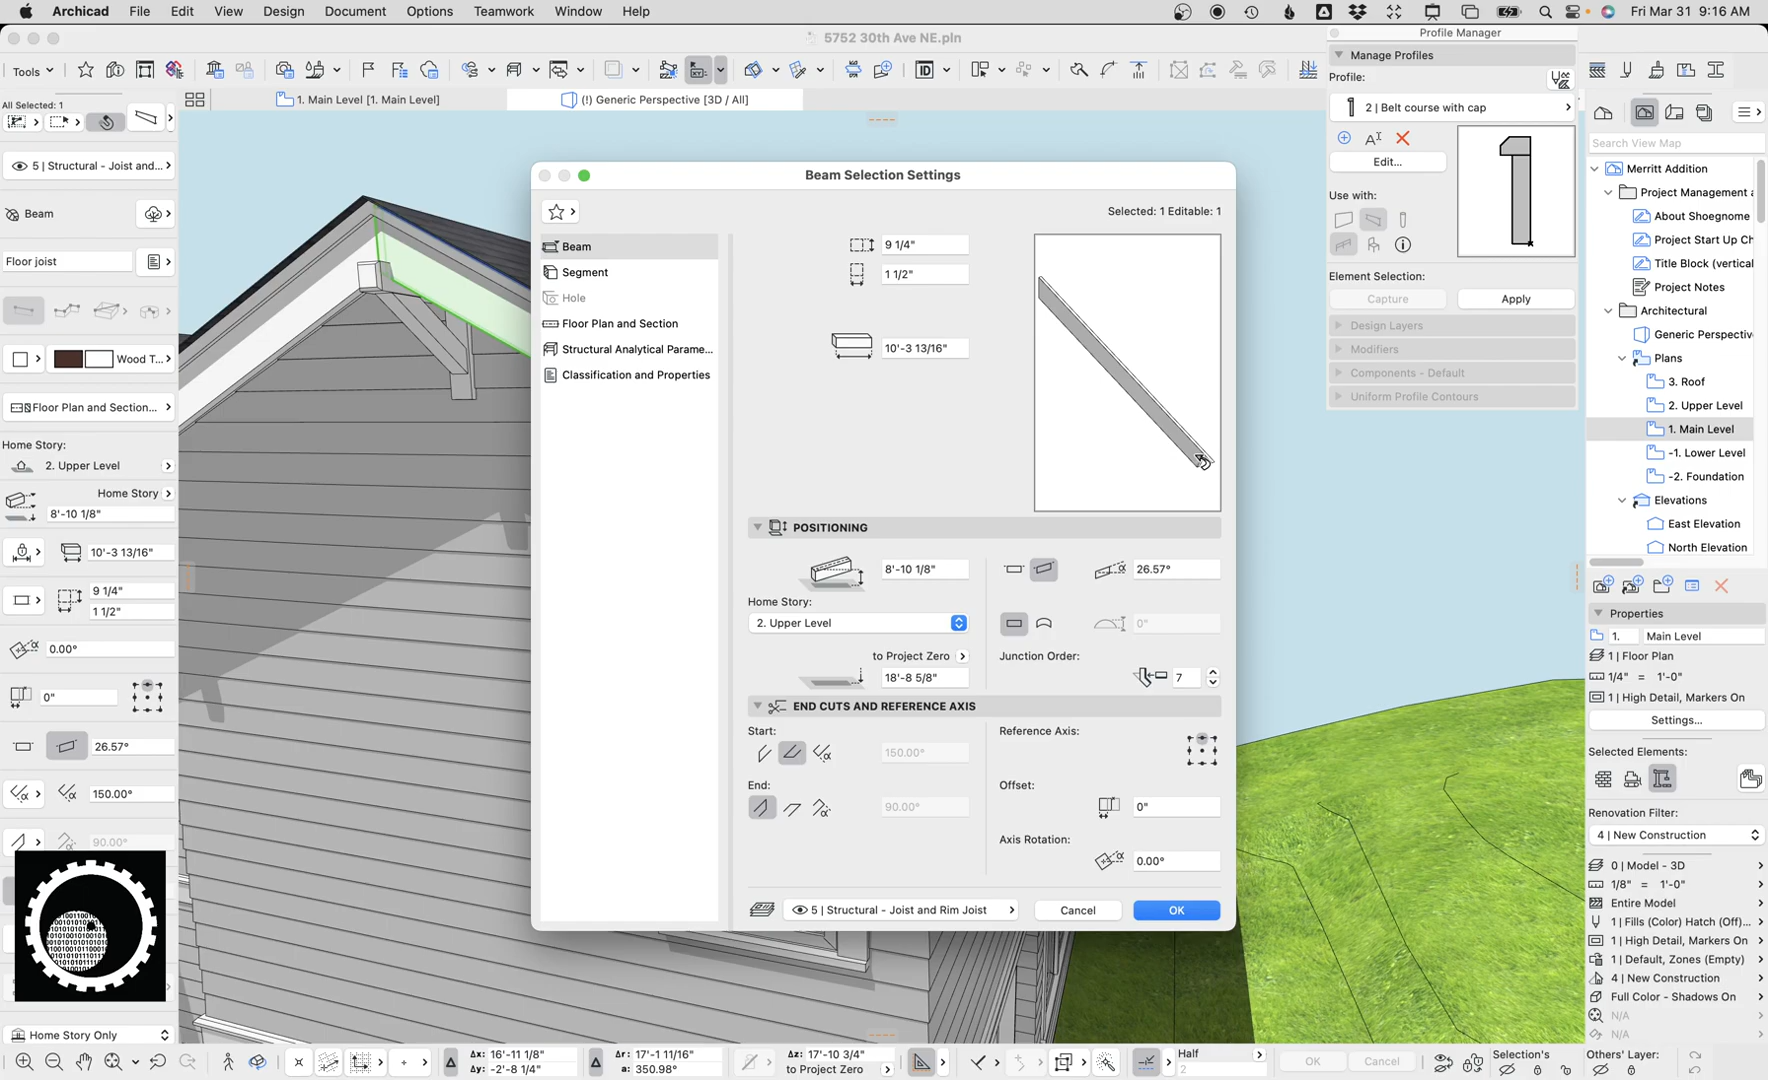 Archicad File Edit View Design Document Options Teamwork Window Help
Fri Mar 31 9:16 AM
5752 30th Ave NE.pln
Profile Manager
Tools
Manage Profiles
Profile:
2 | Belt course with cap
Edit...
Use with:
Element Selection:
Capture
Apply
Design Layers
Modifiers
Components - Default
Uniform Profile Contours
All Selected: 1
1. Main Level [1. Main Level]
(!) Generic Perspective [3D / All]
5 | Structural - Joist and...
Beam
Floor joist
Wood T...
Floor Plan and Section...
Home Story:
2. Upper Level
Home Story
8'-10 1/8"
10'-3 13/16"
9 1/4"
1 1/2"
0.00°
0"
26.57°
150.00°
90.00°
Home Story Only
Beam Selection Settings
Selected: 1 Editable: 1
Beam
Segment
Hole
Floor Plan and Section
Structural Analytical Parame...
Classification and Properties
9 1/4"
1 1/2"
10'-3 13/16"
POSITIONING
8'-10 1/8"
26.57°
Home Story:
2. Upper Level
0"
to Project Zero
Junction Order:
18'-8 5/8"
7
END CUTS AND REFERENCE AXIS
Start:
Reference Axis:
150.00°
End:
Offset:
90.00°
0"
Axis Rotation:
0.00°
5 | Structural - Joist and Rim Joist
Cancel
OK
Search View Map
Merritt Addition
Project Management a
About Shoegnome
Project Start Up Ch
Title Block (vertical
Project Notes
Architectural
Generic Perspectiv
Plans
3. Roof
2. Upper Level
1. Main Level
-1. Lower Level
-2. Foundation
Elevations
East Elevation
North Elevation
Properties
1. Main Level
1 | Floor Plan
1/4" = 1'-0"
1 | High Detail, Markers On
Settings...
Selected Elements:
Renovation Filter:
4 | New Construction
0 | Model - 3D
1/8" = 1'-0"
Entire Model
1 | Fills (Color) Hatch (Off)...
1 | High Detail, Markers On
1 | Default, Zones (Empty)
4 | New Construction
Full Color - Shadows On
N/A
N/A
Δx: 16'-11 1/8"
Δy: -2'-8 1/4"
Δr: 17'-1 11/16"
a: 350.98°
Δz: 17'-10 3/4"
to Project Zero
Half
2
OK
Cancel
Selection's
Others' Layer: